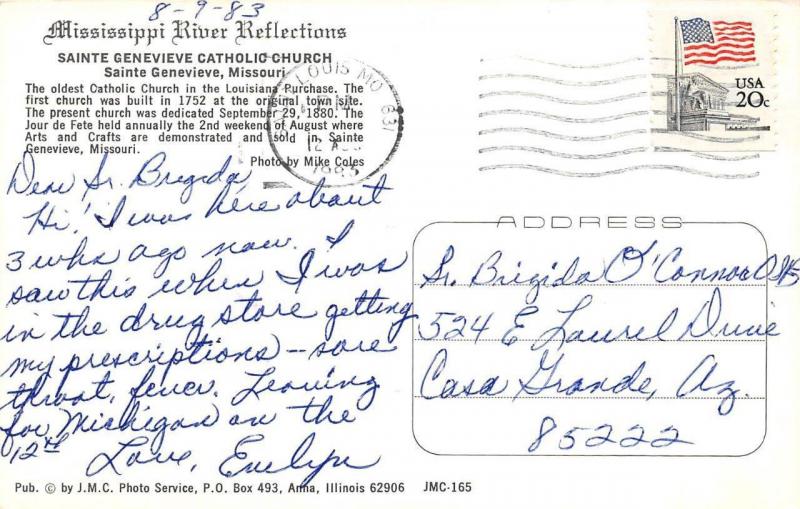 8-9-83
Mississippi River Reflections
SAINTE GENEVIEVE CATHOLIC CHURCH
Sainte Genevieve, Missouri
The oldest Catholic Church in the Louisiana Purchase. The
first church was built in 1752 at the original town site.
The present church was dedicated September 29, 1880. The
Jour de Fete held annually the 2nd weekend of August where
Arts and Crafts are demonstrated and sold in Sainte
Genevieve, Missouri.
Photo by Mike Coles
LOUIS MO 631
12 AUG
1983
USA
20c
Dear Sr. Brigida
Hi! I was here about
3 wks ago now. I
saw this when I was
in the drug store getting
my prescriptions -- sore
throat, fever. Leaving
for Michigan on the
12th
Love, Evelyn
ADDRESS
Sr. Brigida O'Connor
524 E Laurel Drive
Casa Grande, Az.
85222
Pub. © by J.M.C. Photo Service, P.O. Box 493, Anna, Illinois 62906 JMC-165